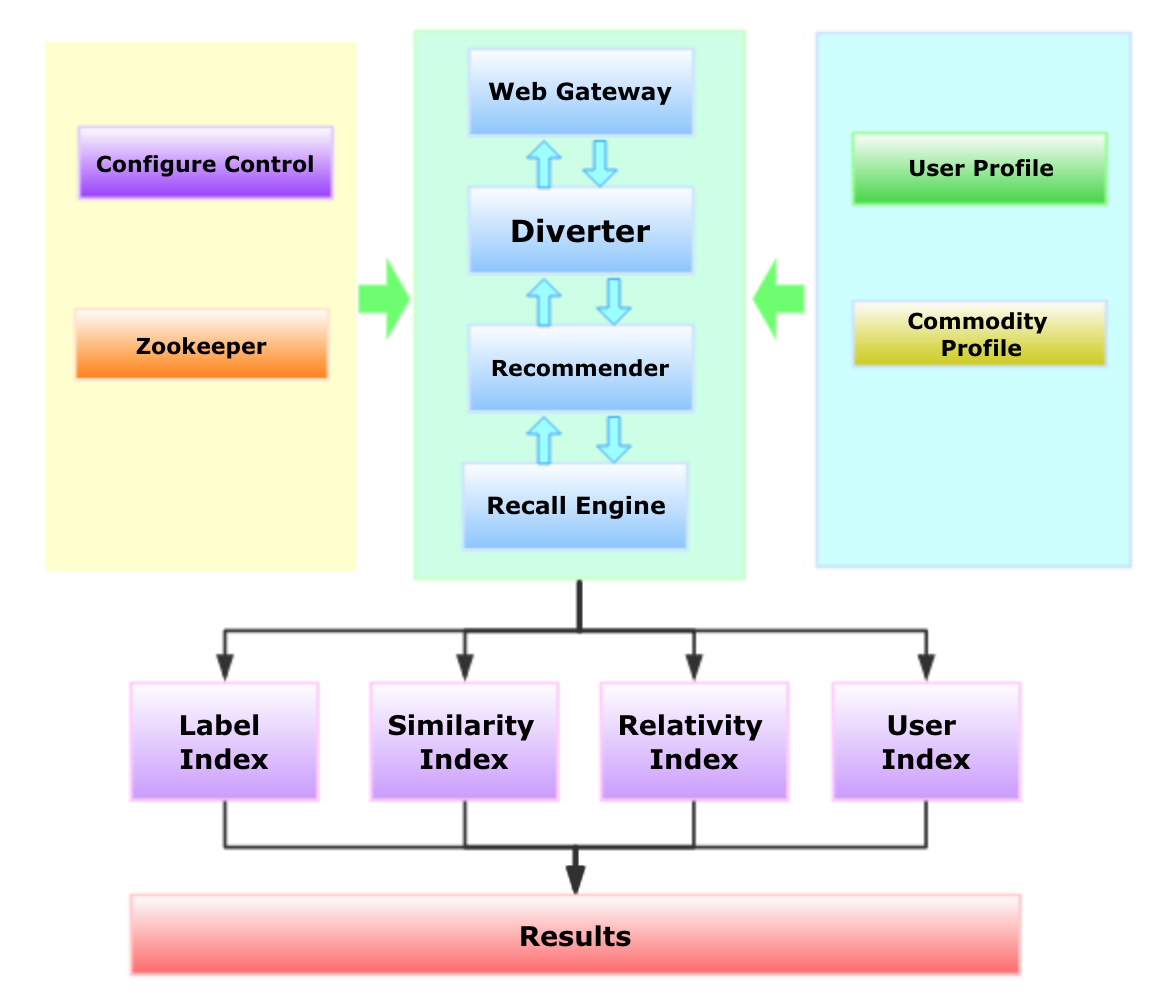 Web Gateway
Configure Control
User Profile
Diverter
Zookeeper
Commodity
Profile
Recommender
Recall Engine
Label
Index
Similarity
Index
Relativity
Index
User
Index
Results